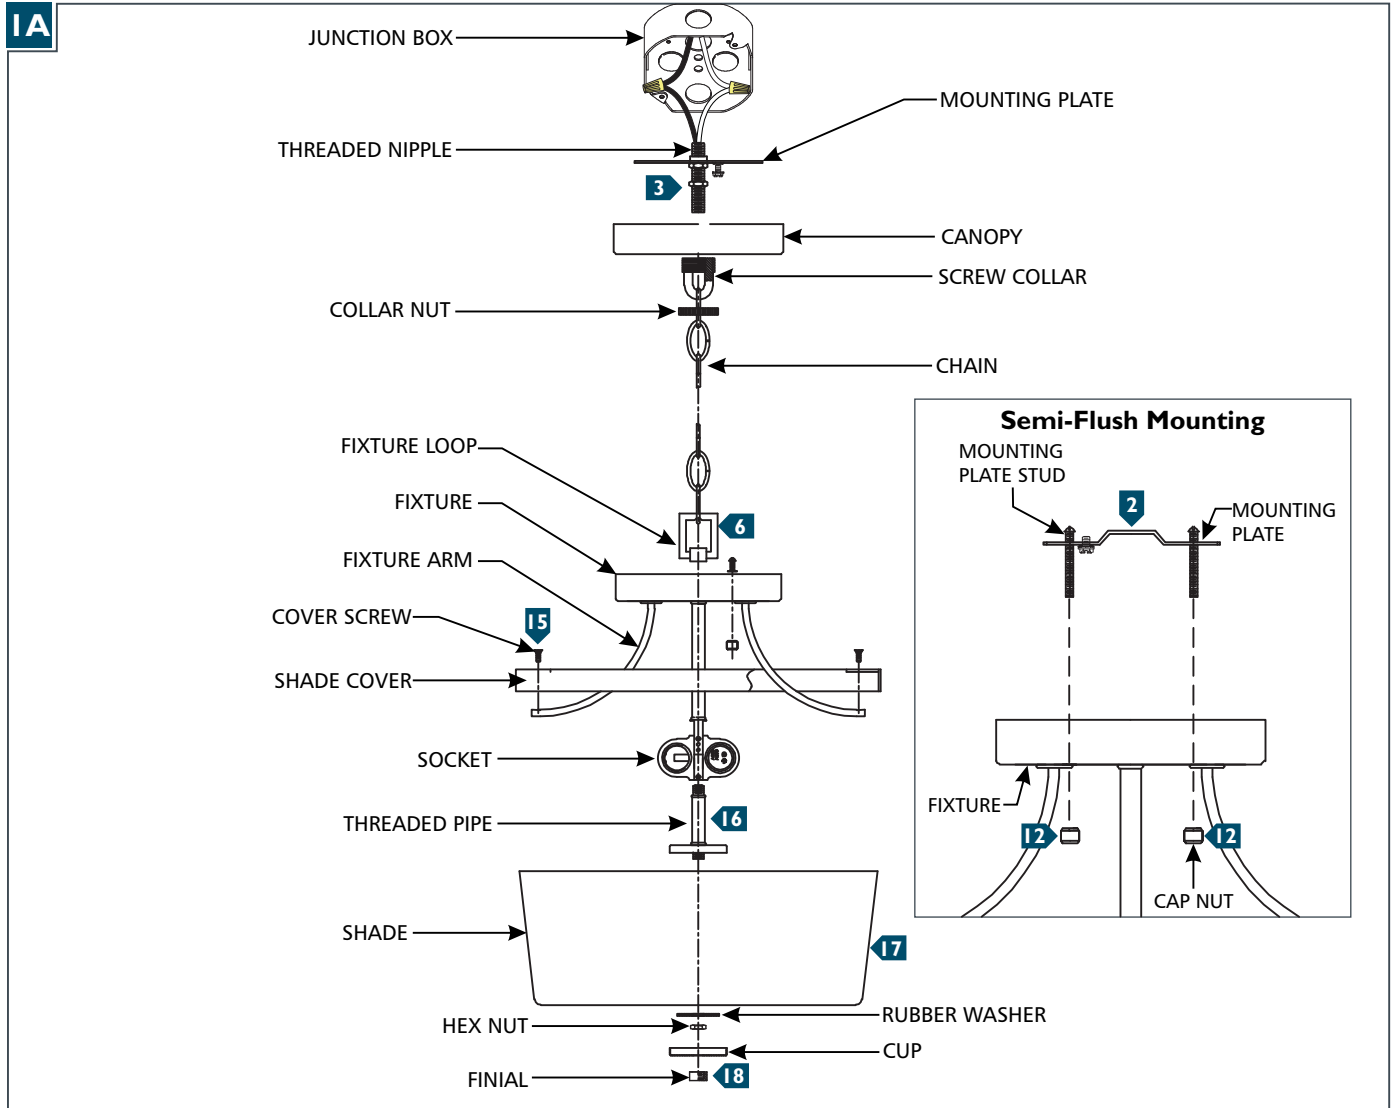 1A
JUNCTION BOX
MOUNTING PLATE
THREADED NIPPLE
3
CANOPY
SCREW COLLAR
COLLAR NUT
CHAIN
FIXTURE LOOP
6
FIXTURE
FIXTURE ARM
COVER SCREW
15
SHADE COVER
SOCKET
THREADED PIPE
16
SHADE
17
RUBBER WASHER
HEX NUT
CUP
FINIAL
18
Semi-Flush Mounting
MOUNTING
PLATE STUD
2
MOUNTING
PLATE
FIXTURE
12
12
CAP NUT